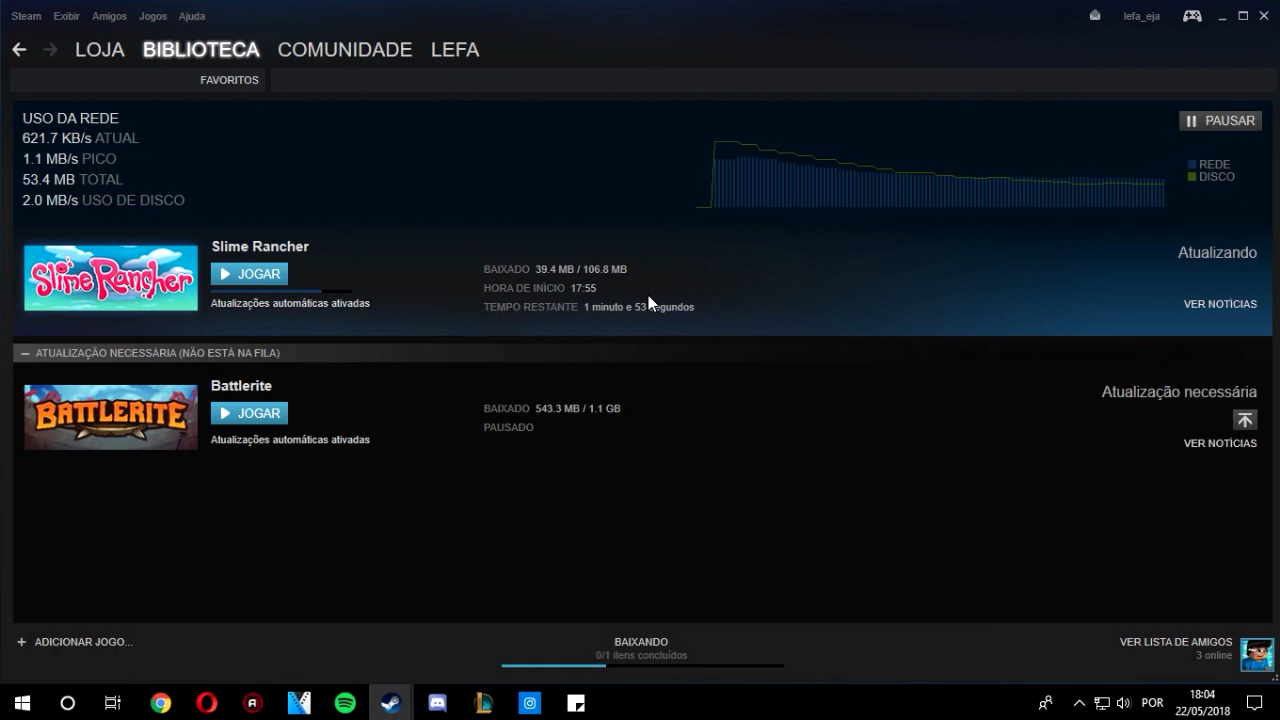 Steam Exibir Amigos Jogos Ajuda
lefa_eja
LOJA BIBLIOTECA COMUNIDADE LEFA
FAVORITOS
USO DA REDE
621.7 KB/s ATUAL
1.1 MB/s PICO
53.4 MB TOTAL
2.0 MB/s USO DE DISCO
PAUSAR
REDE
DISCO
Slime Rancher
Slime Rancher
JOGAR
Atualizações automáticas ativadas
BAIXADO 39.4 MB / 106.8 MB
HORA DE INÍCIO 17:55
TEMPO RESTANTE 1 minuto e 53 segundos
Atualizando
VER NOTÍCIAS
ATUALIZAÇÃO NECESSÁRIA (NÃO ESTÁ NA FILA)
BATTLERITE
Battlerite
JOGAR
Atualizações automáticas ativadas
BAIXADO 543.3 MB / 1.1 GB
PAUSADO
Atualização necessária
VER NOTÍCIAS
+ ADICIONAR JOGO...
BAIXANDO
0/1 itens concluídos
VER LISTA DE AMIGOS
3 online
POR
18:04
22/05/2018